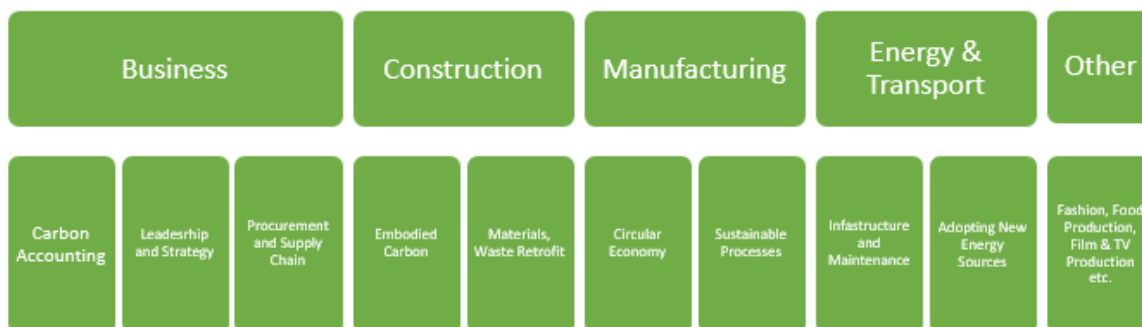 Business
Construction
Manufacturing
Energy &
Transport
Other
Carbon
Accounting
Leadesrhip
and Strategy
Procurement
and Supply
Chain
Embodied
Carbon
Materials,
Waste Retrofit
Circular
Economy
Sustainable
Processes
Infastructure
and
Maintenance
Adopting New
Energy
Sources
Fashion, Food
Production,
Film & TV
Production
etc.